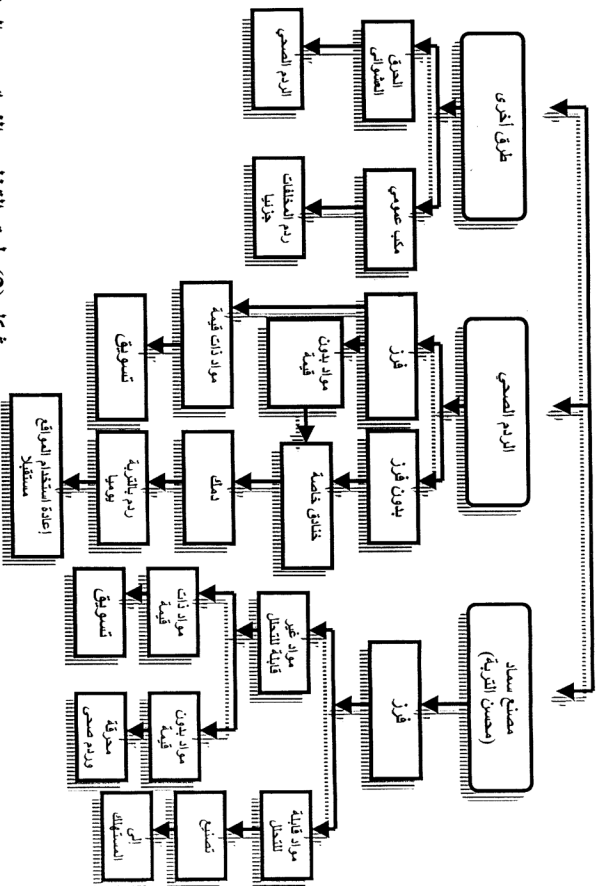 مصنع سماد
(محسن التربة)
الردم الصحي
طرق أخرى
فرز
مواد قابلة
للتحلل
تصنيع
إلى
المستهلك
مواد غير
قابلة للتحلل
مواد بدون
قيمة
محرقة
وردم صحى
مواد ذات
قيمة
تسويق
بدون فرز
خنادق خاصة
دمك
ردم بالتربة
يوميا
إعادة استخدام المواقع
مستقبلا
فرز
مواد بدون
قيمة
مواد ذات قيمة
تسويق
مكب عمومي
ردم المخلفات
جزئيا
الحرق
العشوائى
الردم الصحي